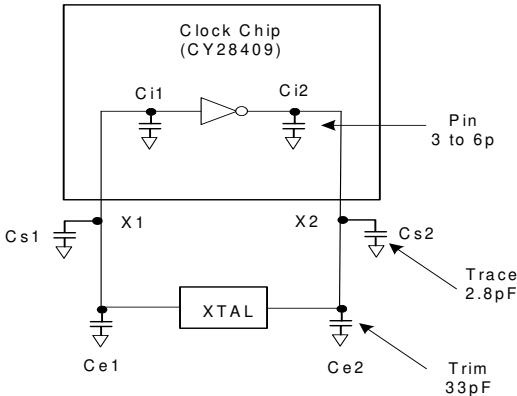 Clock Chip
(CY28409)
Ci1
Ci2
Pin
3 to 6p
X1
X2
Cs1
Cs2
Trace
2.8pF
XTAL
Ce1
Ce2
Trim
33pF